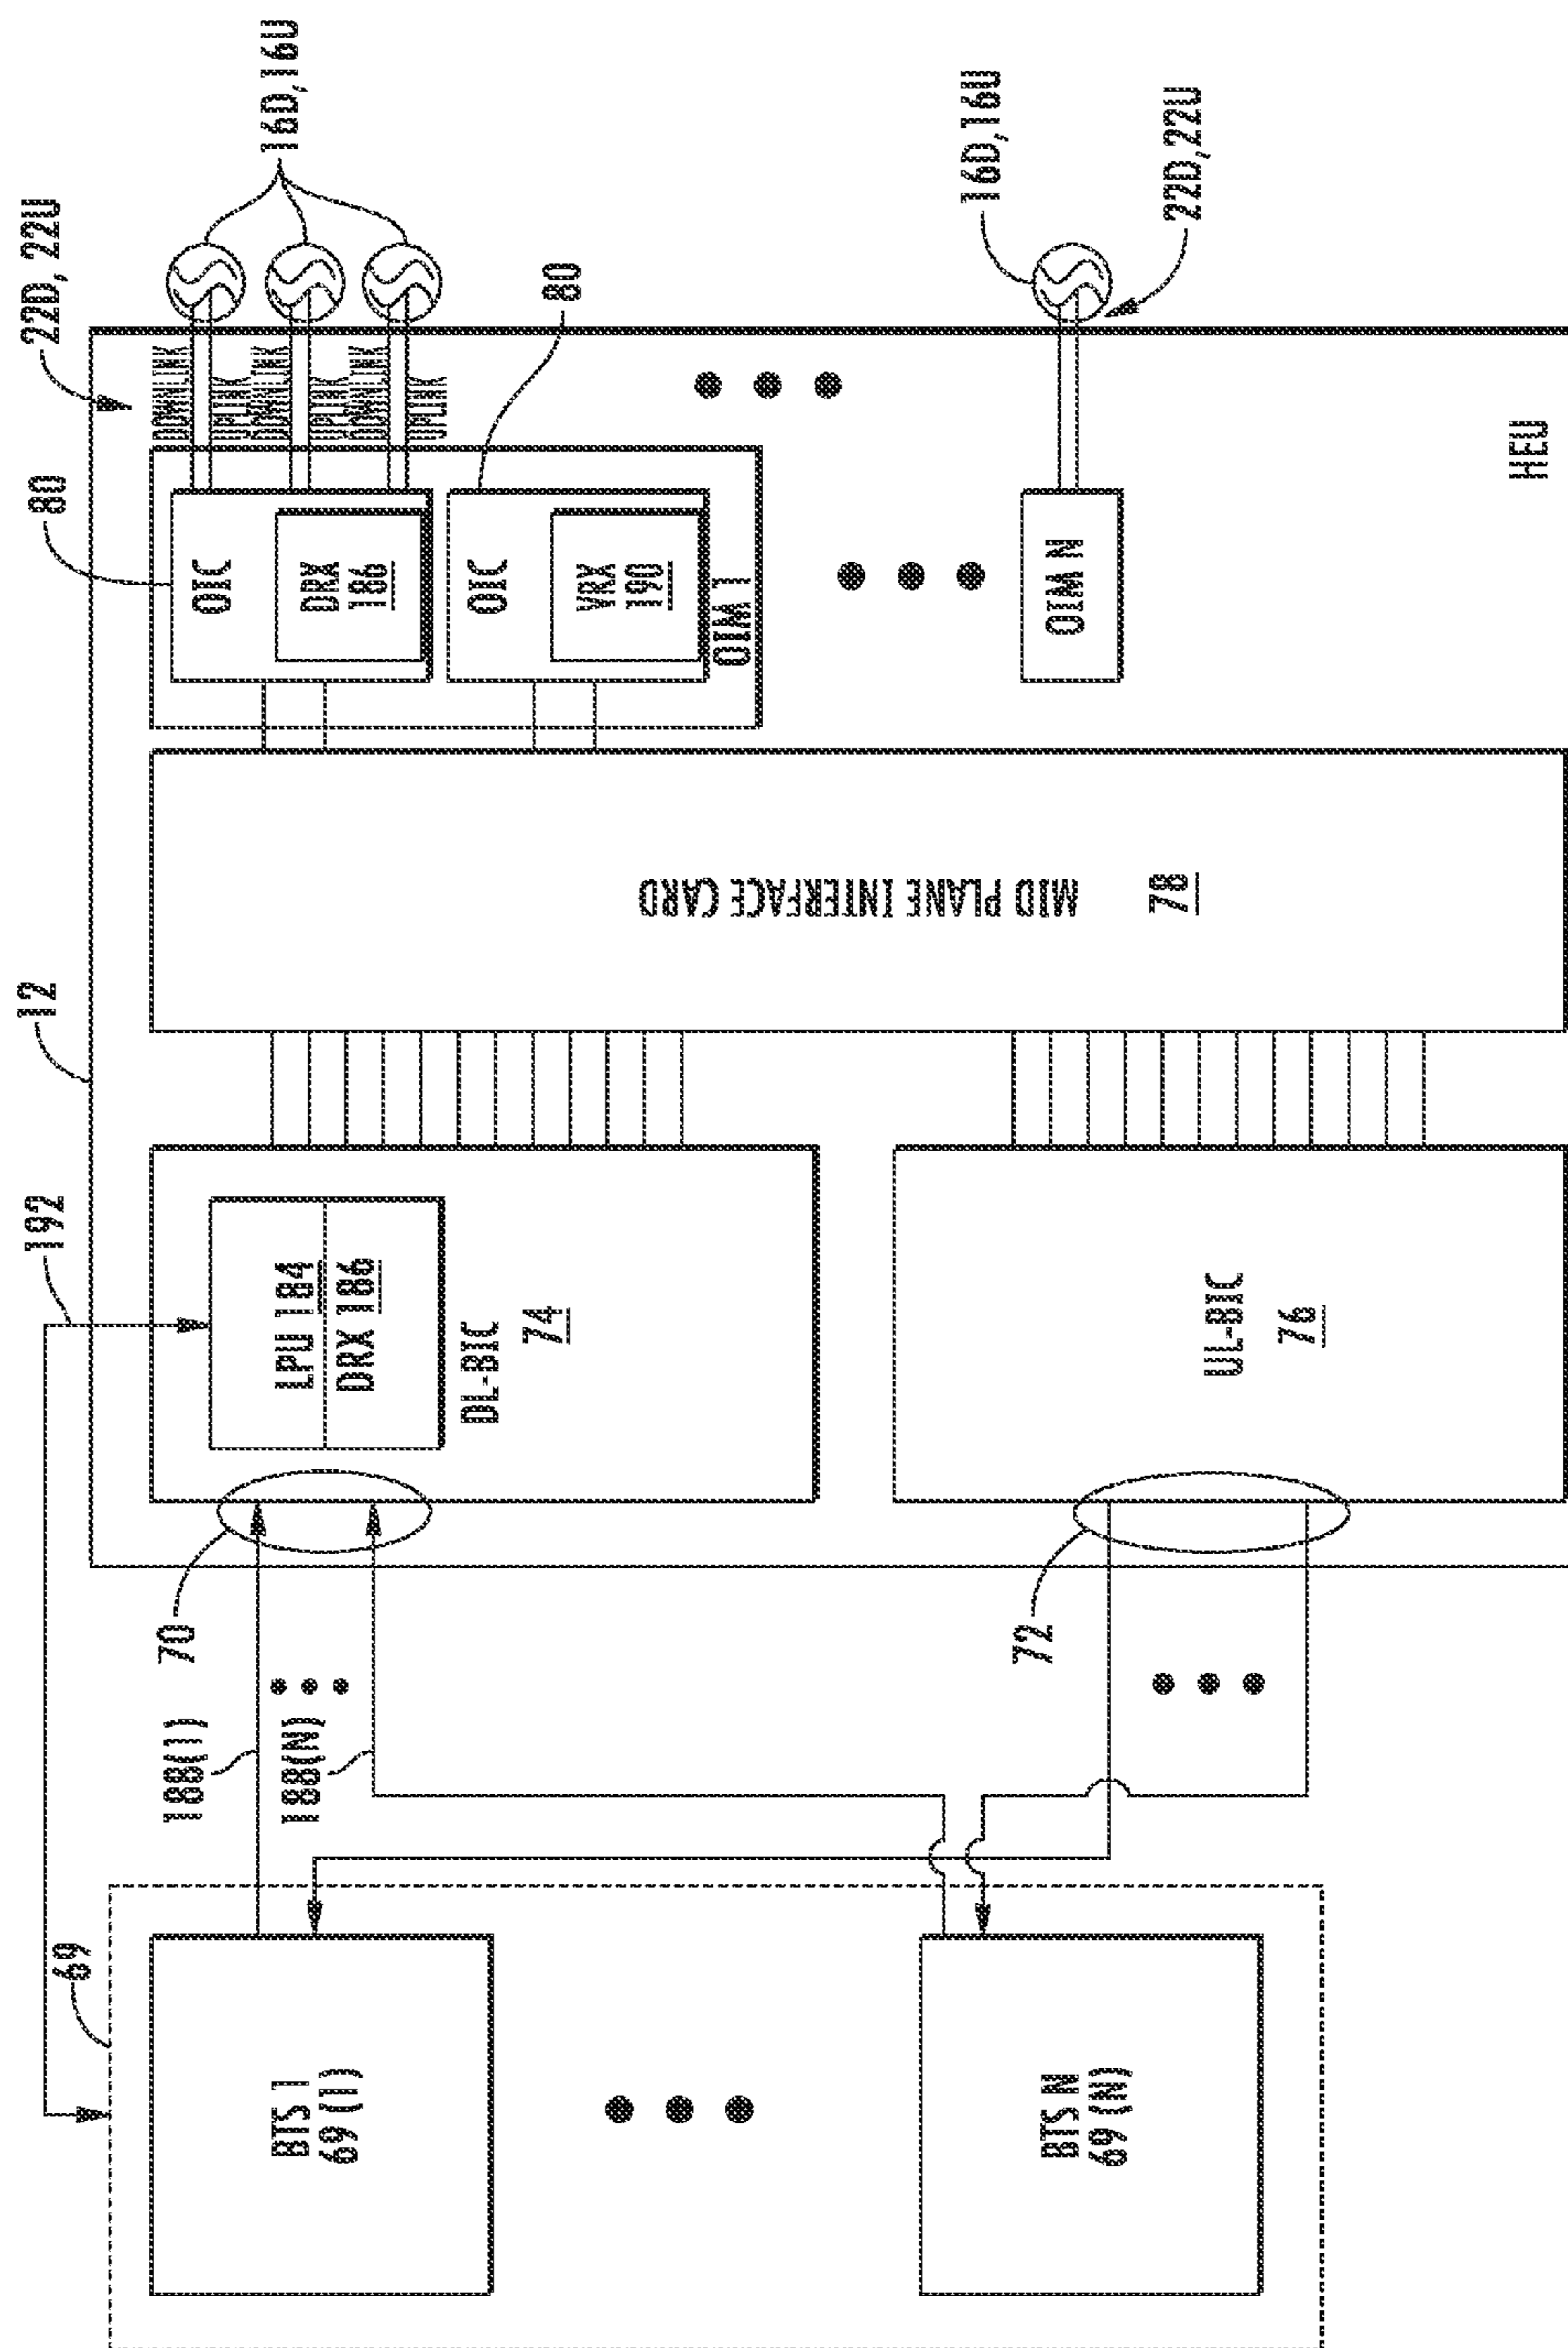 69
BTS 1
69 (1)
BTS N
69 (N)
192
188(1)
188(N)
70
72
12
LPU 184
DRX 186
DL-BIC
74
UL-BIC
76
MID PLANE INTERFACE CARD
78
80
OIC
DRX
186
OIC
VRX
190
OIM 1
80
OIM N
22D, 22U
DOWNLINK
UPLINK
DOWNLINK
UPLINK
DOWNLINK
UPLINK
16D,16U
16D,16U
22D,22U
HEU